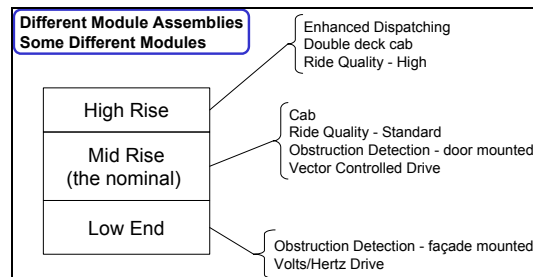 Different Module Assemblies
Some Different Modules
Enhanced Dispatching
Double deck cab
Ride Quality - High
High Rise
Mid Rise
(the nominal)
Cab
Ride Quality - Standard
Obstruction Detection - door mounted
Vector Controlled Drive
Low End
Obstruction Detection - façade mounted
Volts/Hertz Drive